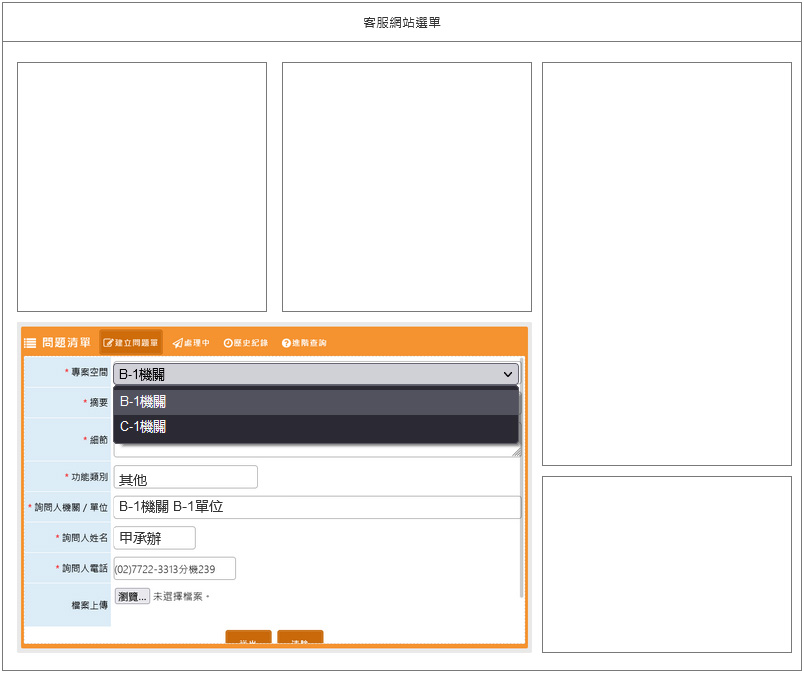 客服網站選單
問題清單 建立問題單 處理中 歷史紀錄 進階查詢
* 專案空間 B-1機關
* 摘要 B-1機關
C-1機關
* 細節
* 功能類別 其他
* 詢問人機關 / 單位 B-1機關 B-1單位
* 詢問人姓名 甲承辦
* 詢問人電話 (02)7722-3313分機239
檔案上傳 瀏覽... 未選擇檔案。